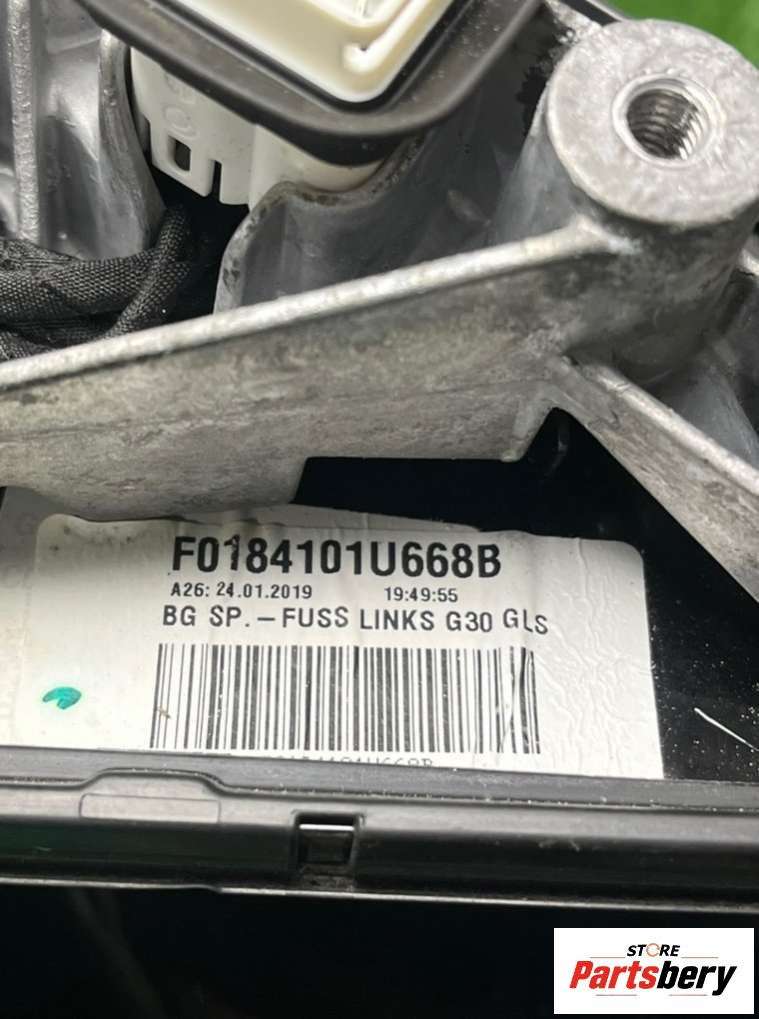 F0184101U668B
A26: 24.01.2019 19:49:55
BG SP.-FUSS LINKS G30 GLS
STORE
Partsbery